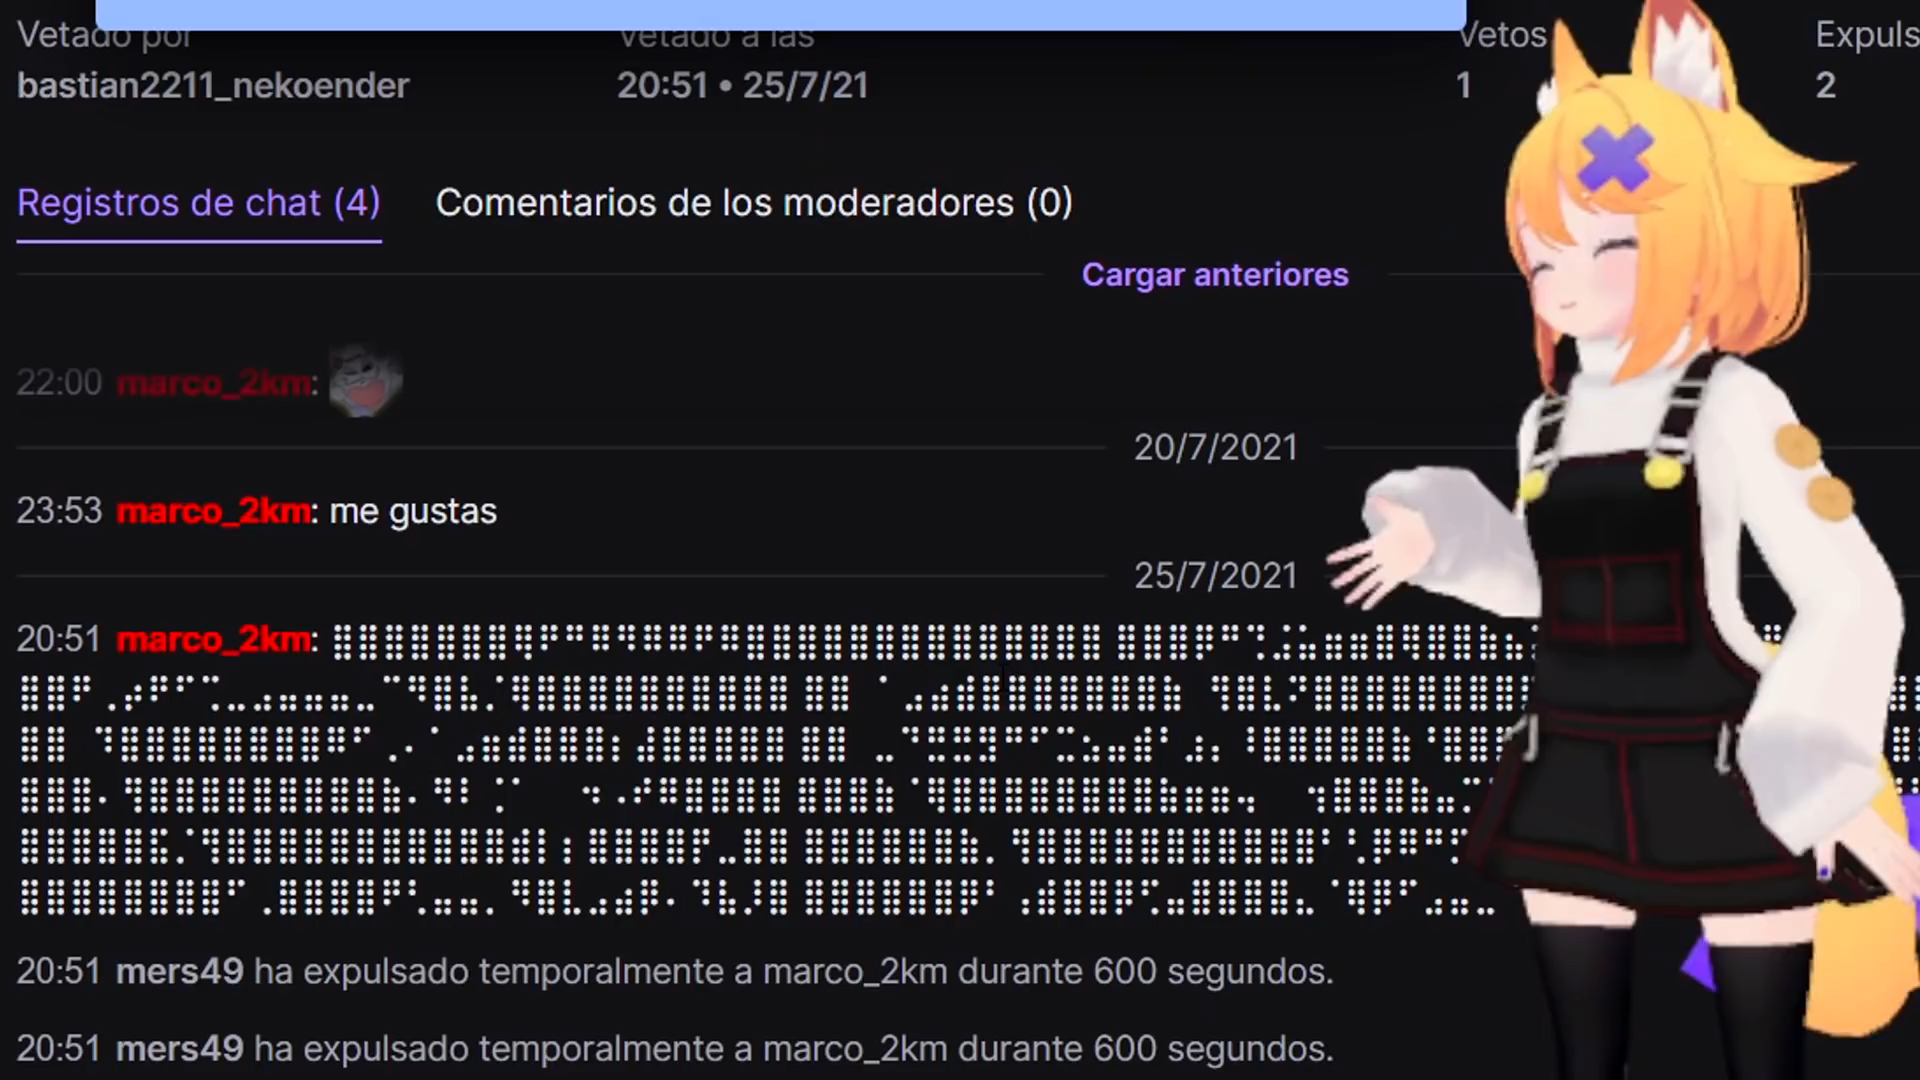 Vetado por Vetado a las Vetos Expuls
bastian2211_nekoender 20:51 • 25/7/21 1 2
Registros de chat (4) Comentarios de los moderadores (0)
Cargar anteriores
22:00 marco_2km:
20/7/2021
23:53 marco_2km: me gustas
25/7/2021
20:51 marco_2km:
20:51 mers49 ha expulsado temporalmente a marco_2km durante 600 segundos.
20:51 mers49 ha expulsado temporalmente a marco_2km durante 600 segundos.